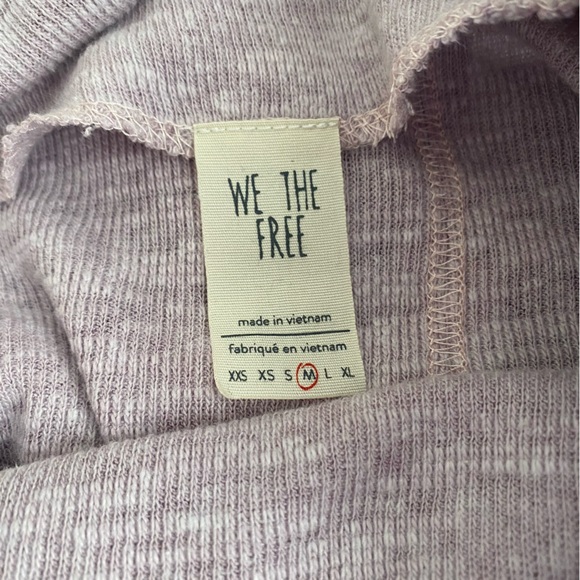 WE THE
FREE
made in vietnam
fabriqué en vietnam
XXS XS S M L XL